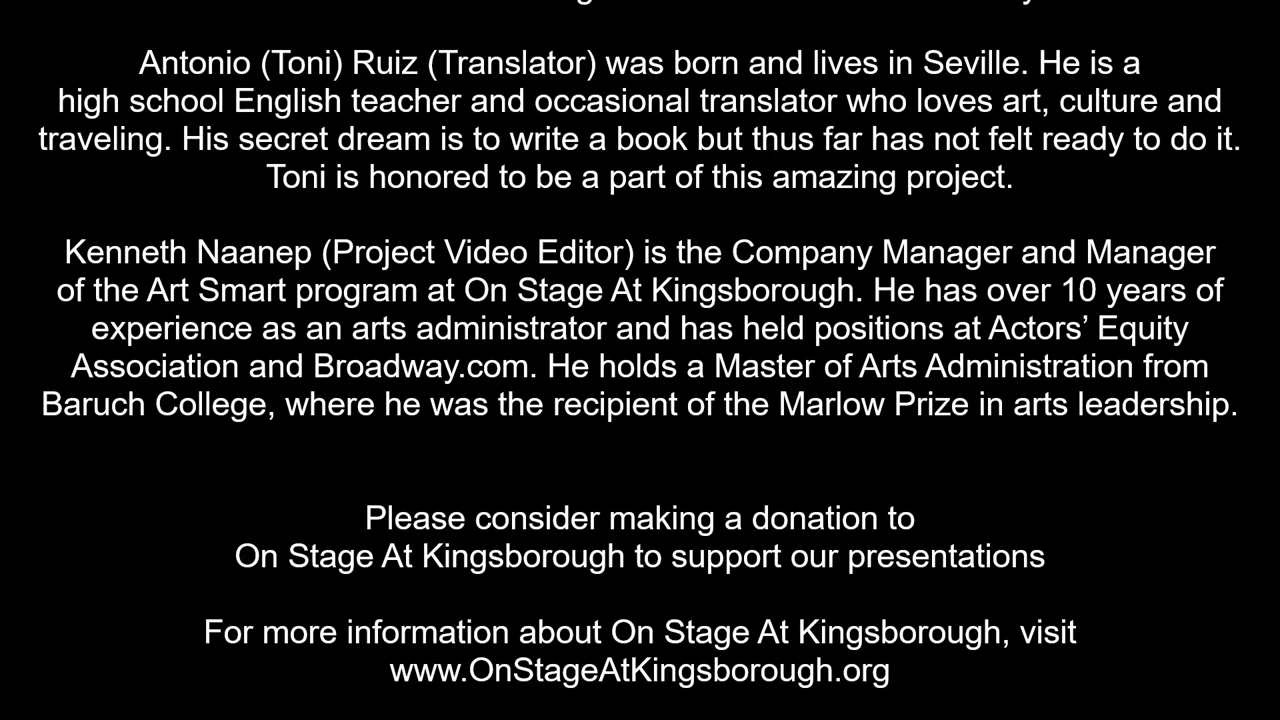 Antonio (Toni) Ruiz (Translator) was born and lives in Seville. He is a
high school English teacher and occasional translator who loves art, culture and
traveling. His secret dream is to write a book but thus far has not felt ready to do it.
Toni is honored to be a part of this amazing project.
Kenneth Naanep (Project Video Editor) is the Company Manager and Manager
of the Art Smart program at On Stage At Kingsborough. He has over 10 years of
experience as an arts administrator and has held positions at Actors’ Equity
Association and Broadway.com. He holds a Master of Arts Administration from
Baruch College, where he was the recipient of the Marlow Prize in arts leadership.
Please consider making a donation to
On Stage At Kingsborough to support our presentations
For more information about On Stage At Kingsborough, visit
www.OnStageAtKingsborough.org